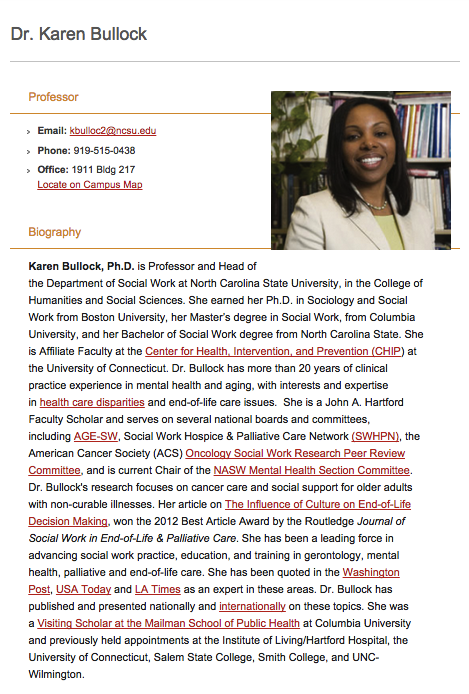 Dr. Karen Bullock
Professor
› Email: kbulloc2@ncsu.edu
› Phone: 919-515-0438
› Office: 1911 Bldg 217
Locate on Campus Map
Biography
Karen Bullock, Ph.D. is Professor and Head of
the Department of Social Work at North Carolina State University, in the College of
Humanities and Social Sciences. She earned her Ph.D. in Sociology and Social
Work from Boston University, her Master's degree in Social Work, from Columbia
University, and her Bachelor of Social Work degree from North Carolina State. She
is Affiliate Faculty at the Center for Health, Intervention, and Prevention (CHIP) at
the University of Connecticut. Dr. Bullock has more than 20 years of clinical
practice experience in mental health and aging, with interests and expertise
in health care disparities and end-of-life care issues.  She is a John A. Hartford
Faculty Scholar and serves on several national boards and committees,
including AGE-SW, Social Work Hospice & Palliative Care Network (SWHPN), the
American Cancer Society (ACS) Oncology Social Work Research Peer Review
Committee, and is current Chair of the NASW Mental Health Section Committee.
Dr. Bullock's research focuses on cancer care and social support for older adults
with non-curable illnesses. Her article on The Influence of Culture on End-of-Life
Decision Making, won the 2012 Best Article Award by the Routledge Journal of
Social Work in End-of-Life & Palliative Care. She has been a leading force in
advancing social work practice, education, and training in gerontology, mental
health, palliative and end-of-life care. She has been quoted in the Washington
Post, USA Today and LA Times as an expert in these areas. Dr. Bullock has
published and presented nationally and internationally on these topics. She was
a Visiting Scholar at the Mailman School of Public Health at Columbia University
and previously held appointments at the Institute of Living/Hartford Hospital, the
University of Connecticut, Salem State College, Smith College, and UNC-
Wilmington.